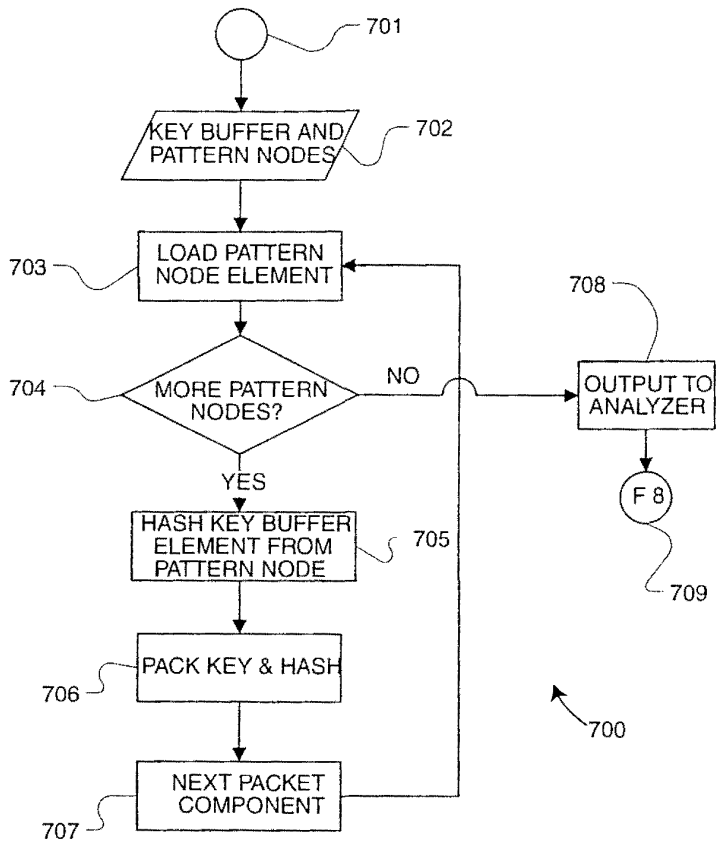 701
KEY BUFFER AND
PATTERN NODES
702
703
LOAD PATTERN
NODE ELEMENT
704
MORE PATTERN
NODES?
NO
708
OUTPUT TO
ANALYZER
F 8
709
YES
HASH KEY BUFFER
ELEMENT FROM
PATTERN NODE
705
PACK KEY & HASH
706
700
NEXT PACKET
COMPONENT
707